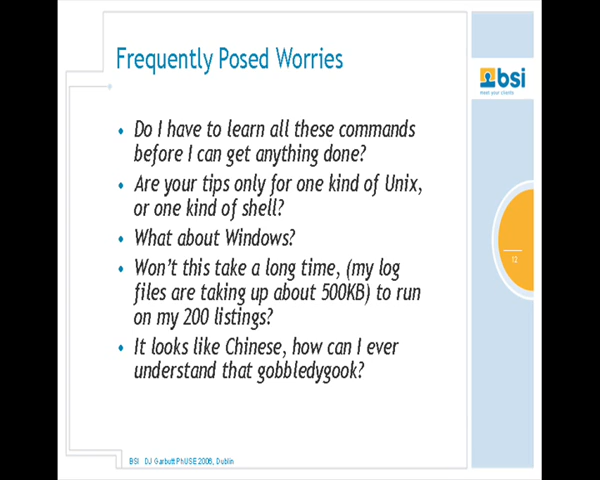 Frequently Posed Worries
bsi
meet your clients
• Do I have to learn all these commands
before I can get anything done?
• Are your tips only for one kind of Unix,
or one kind of shell?
• What about Windows?
• Won't this take a long time, (my log
files are taking up about 500KB) to run
on my 200 listings?
• It looks like Chinese, how can I ever
understand that gobbledygook?
12
BSI DJ Garbutt PhUSE 2006, Dublin